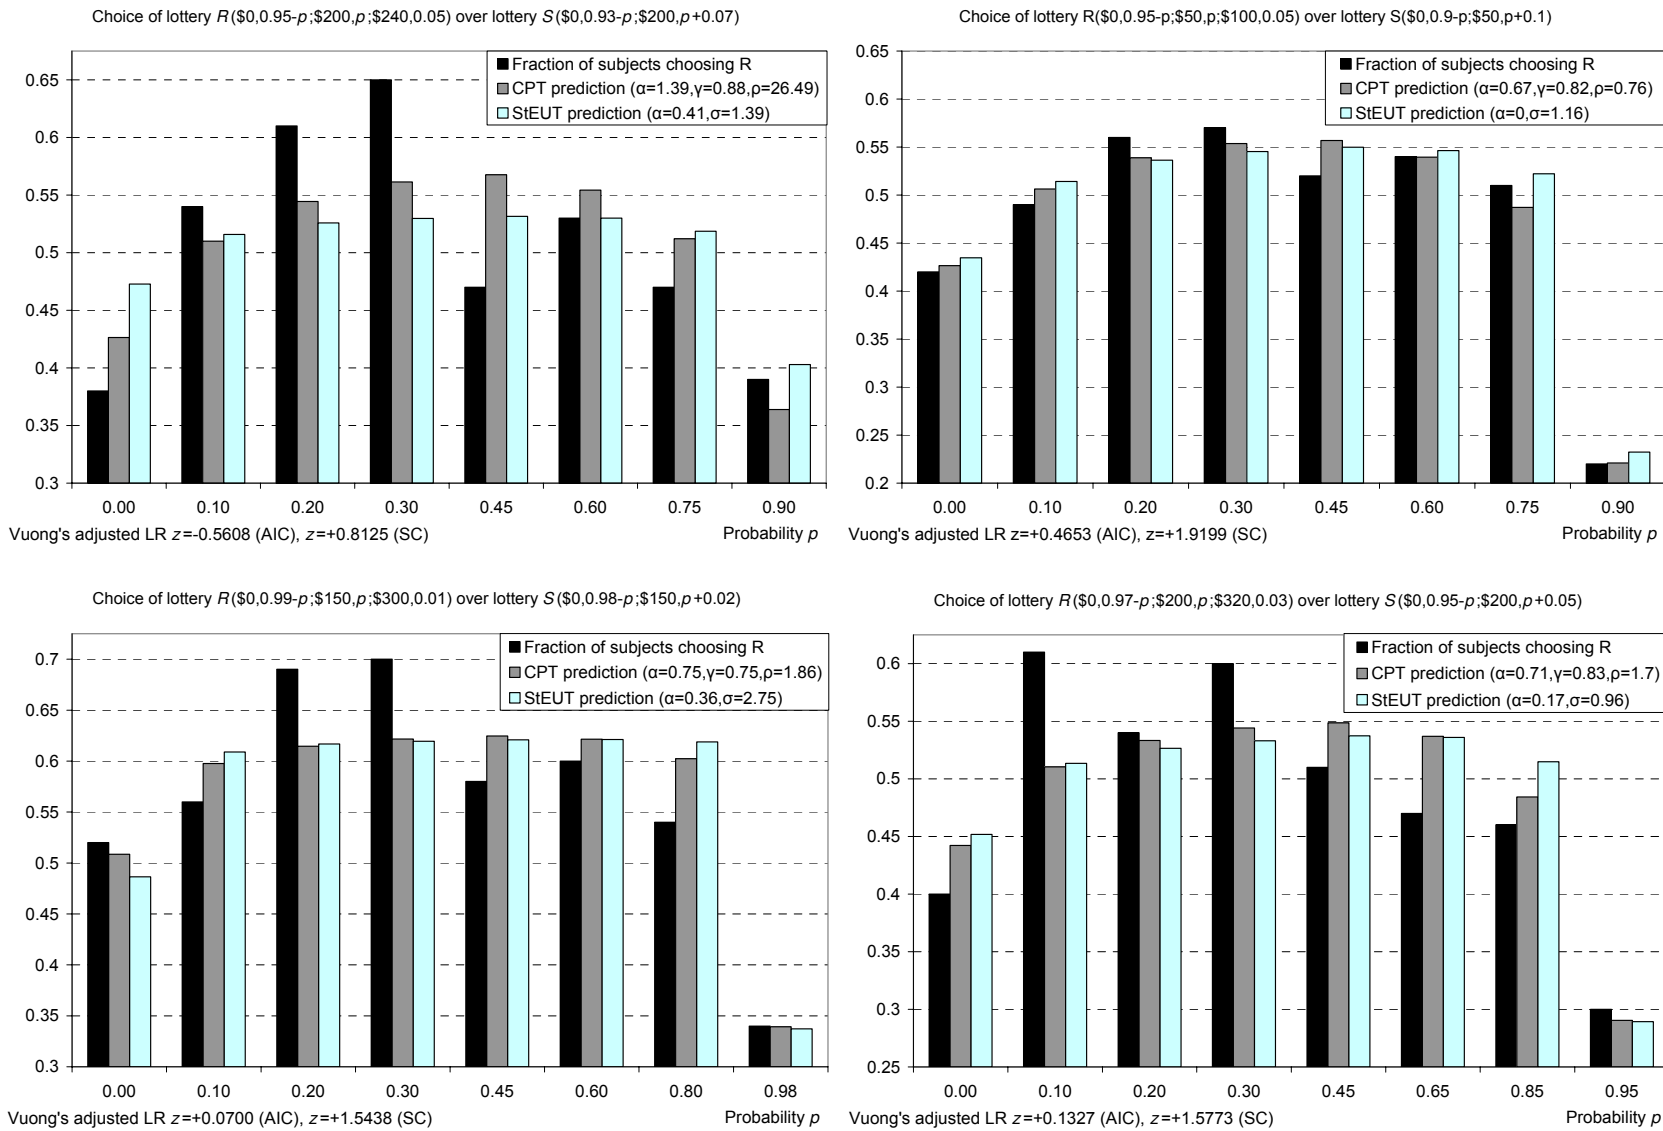 Choice of lottery R($0,0.95-p;$200,p;$240,0.05) over lottery S($0,0.93-p;$200,p+0.07)
Fraction of subjects choosing R
CPT prediction (α=1.39,γ=0.88,ρ=26.49)
StEUT prediction (α=0.41,σ=1.39)
0.65
0.6
0.55
0.5
0.45
0.4
0.35
0.3
0.00 0.10 0.20 0.30 0.45 0.60 0.75 0.90
Vuong's adjusted LR z=-0.5608 (AIC), z=+0.8125 (SC) Probability p
Choice of lottery R($0,0.95-p;$50,p;$100,0.05) over lottery S($0,0.9-p;$50,p+0.1)
Fraction of subjects choosing R
CPT prediction (α=0.67,γ=0.82,ρ=0.76)
StEUT prediction (α=0,σ=1.16)
0.65
0.6
0.55
0.5
0.45
0.4
0.35
0.3
0.25
0.2
0.00 0.10 0.20 0.30 0.45 0.60 0.75 0.90
Vuong's adjusted LR z=+0.4653 (AIC), z=+1.9199 (SC) Probability p
Choice of lottery R($0,0.99-p;$150,p;$300,0.01) over lottery S($0,0.98-p;$150,p+0.02)
Fraction of subjects choosing R
CPT prediction (α=0.75,γ=0.75,ρ=1.86)
StEUT prediction (α=0.36,σ=2.75)
0.7
0.65
0.6
0.55
0.5
0.45
0.4
0.35
0.3
0.00 0.10 0.20 0.30 0.45 0.60 0.80 0.98
Vuong's adjusted LR z=+0.0700 (AIC), z=+1.5438 (SC) Probability p
Choice of lottery R($0,0.97-p;$200,p;$320,0.03) over lottery S($0,0.95-p;$200,p+0.05)
Fraction of subjects choosing R
CPT prediction (α=0.71,γ=0.83,ρ=1.7)
StEUT prediction (α=0.17,σ=0.96)
0.6
0.55
0.5
0.45
0.4
0.35
0.3
0.25
0.00 0.10 0.20 0.30 0.45 0.65 0.85 0.95
Vuong's adjusted LR z=+0.1327 (AIC), z=+1.5773 (SC) Probability p